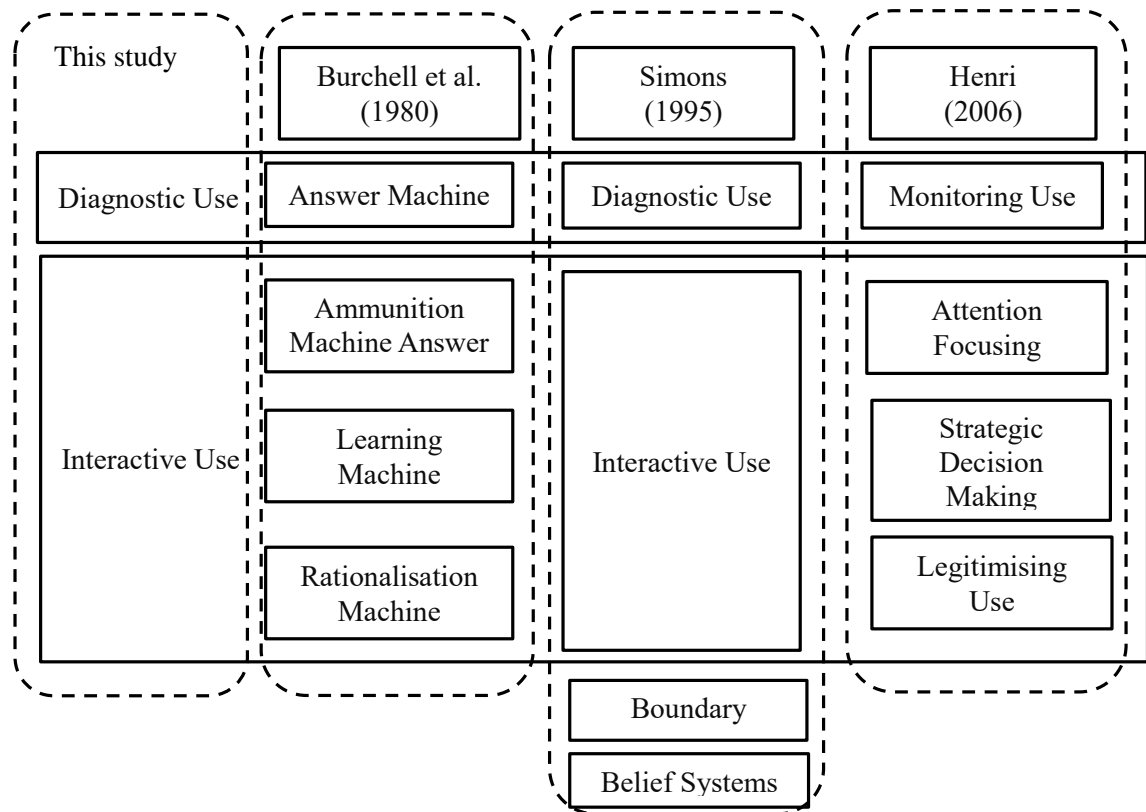 This study
Burchell et al.
(1980)
Simons
(1995)
Henri
(2006)
Diagnostic Use
Answer Machine
Diagnostic Use
Monitoring Use
Interactive Use
Ammunition
Machine Answer
Learning
Machine
Rationalisation
Machine
Interactive Use
Attention
Focusing
Strategic
Decision
Making
Legitimising
Use
Boundary
Belief Systems